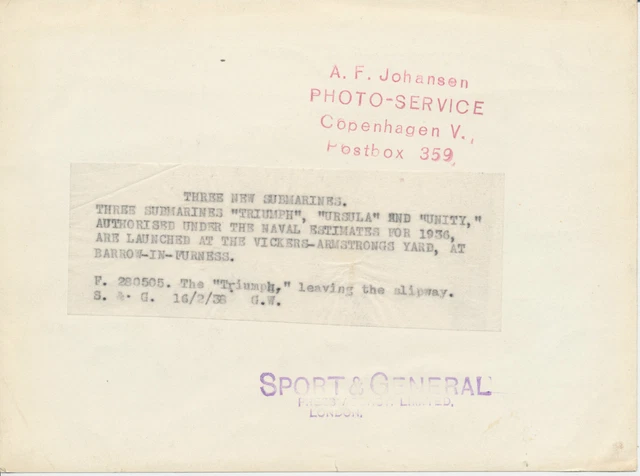 A. F. Johansen
PHOTO-SERVICE
Copenhagen V.,
Postbox 359.
THREE NEW SUBMARINES.
THREE SUBMARINES "TRIUMPH", "URSULA" AND "UNITY,"
AUTHORISED UNDER THE NAVAL ESTIMATES FOR 1936,
ARE LAUNCHED AT THE VICKERS-ARMSTRONGS YARD, AT
BARROW-IN-FURNESS.
F. 280505. The "Triumph," leaving the slipway.
S. & G. 16/2/38 G.W.
SPORT & GENERAL
PRESS AGENCY LIMITED,
LONDON.